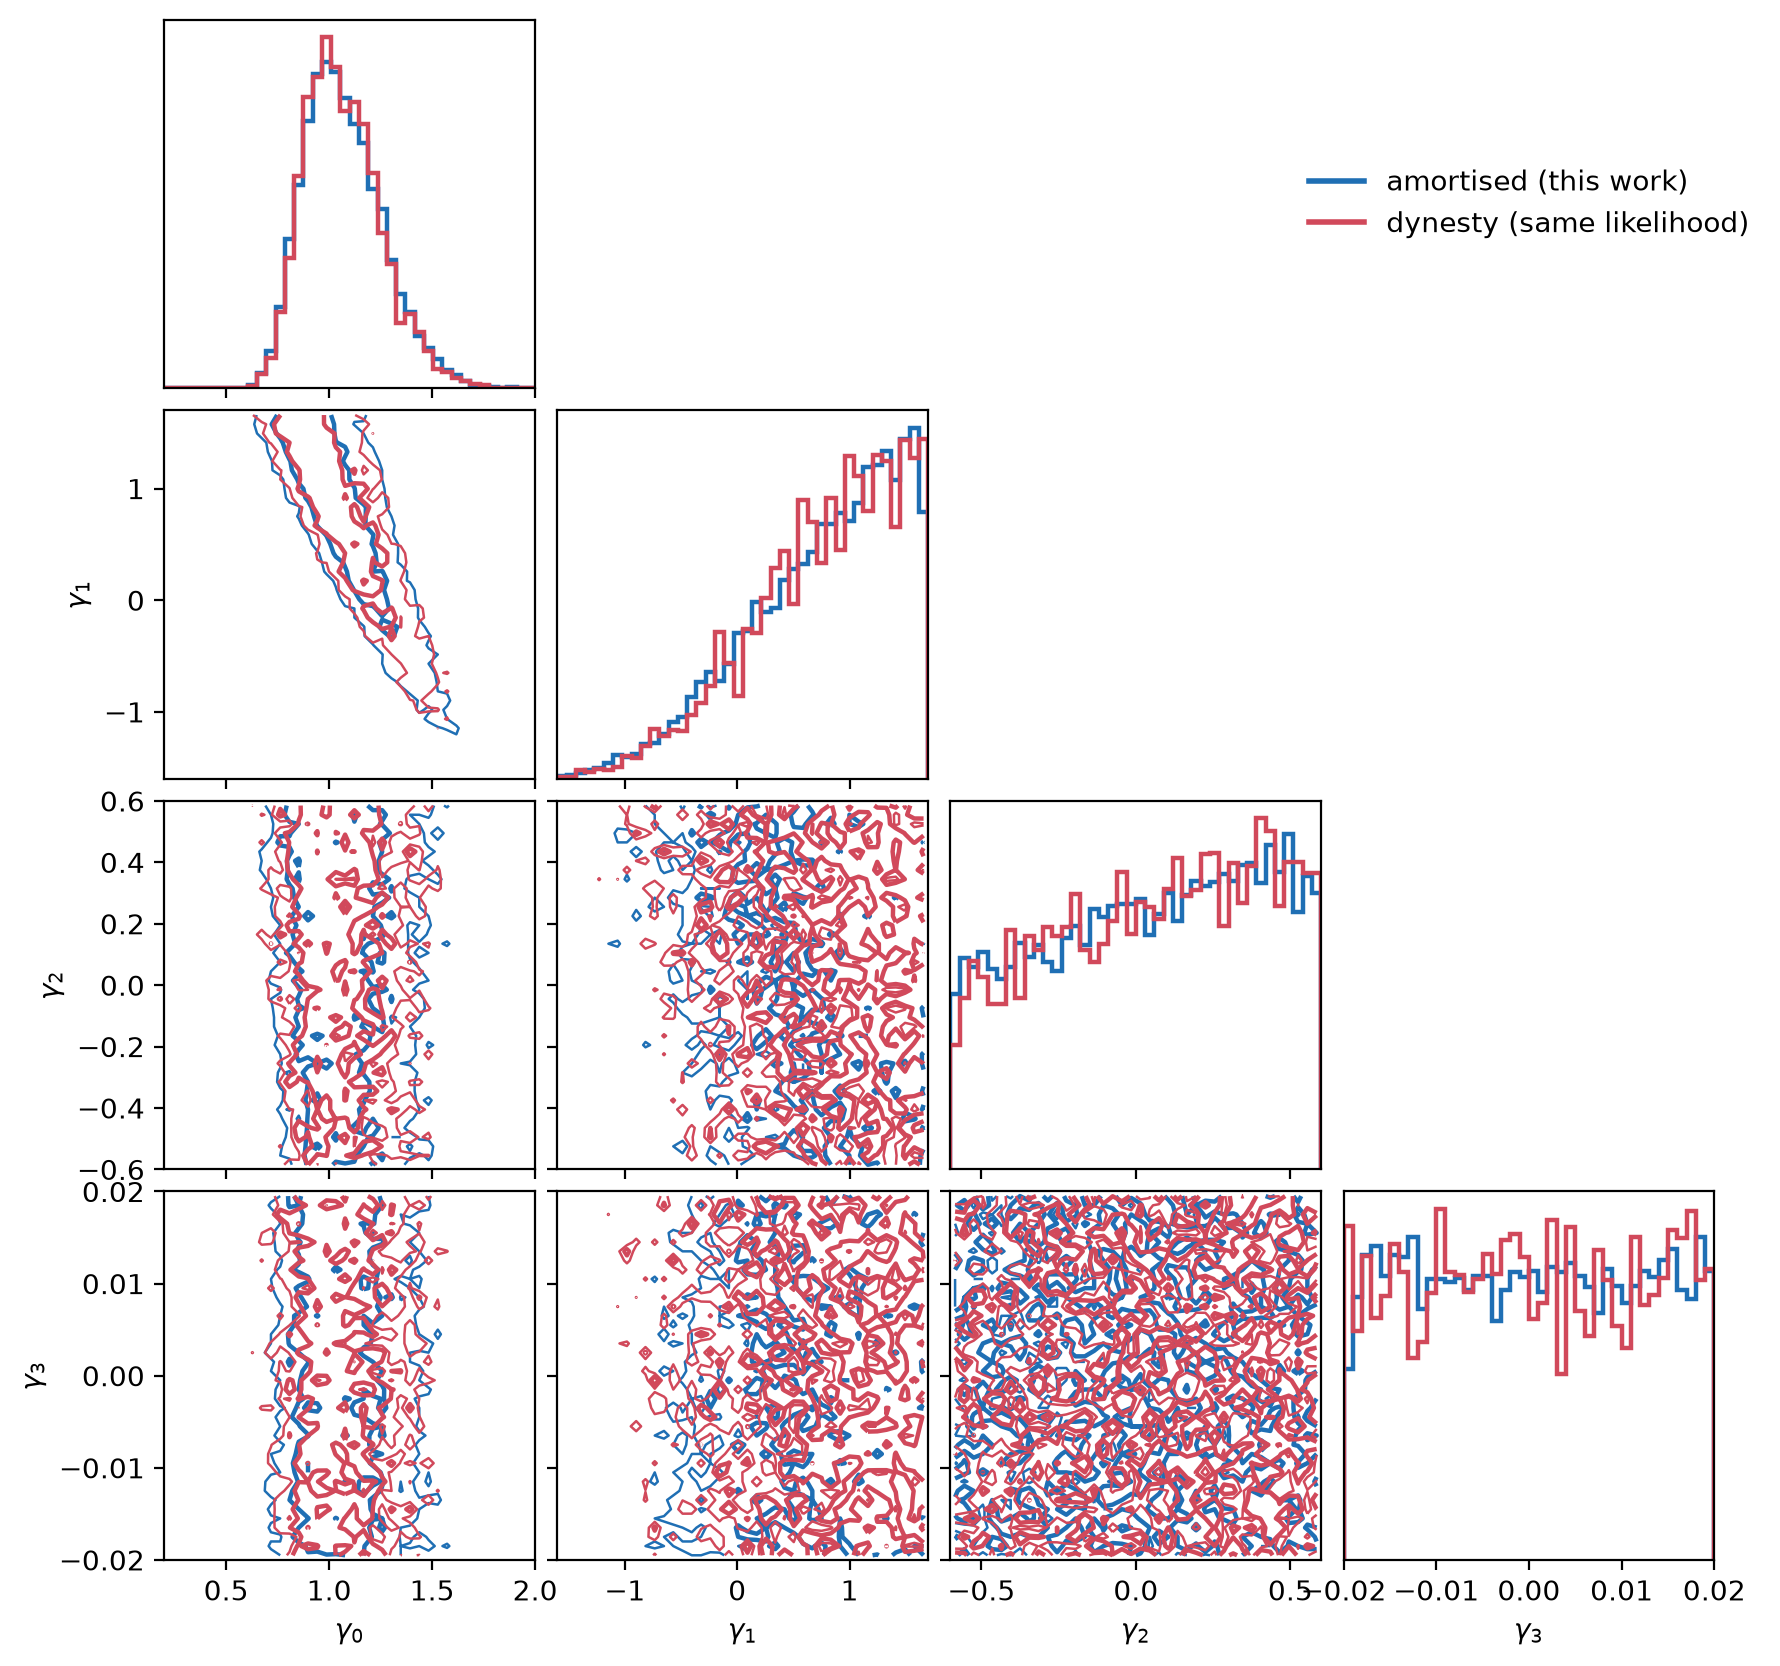 amortised (this work)
dynesty (same likelihood)
1
0
−1
γ1
0.6
0.4
0.2
0.0
−0.2
−0.4
−0.6
γ2
0.02
0.01
0.00
−0.01
−0.02
γ3
0.5 1.0 1.5 2.0
−1 0 1
−0.5 0.0 0.5
−0.02 −0.01 0.00 0.01 0.02
γ0 γ1 γ2 γ3